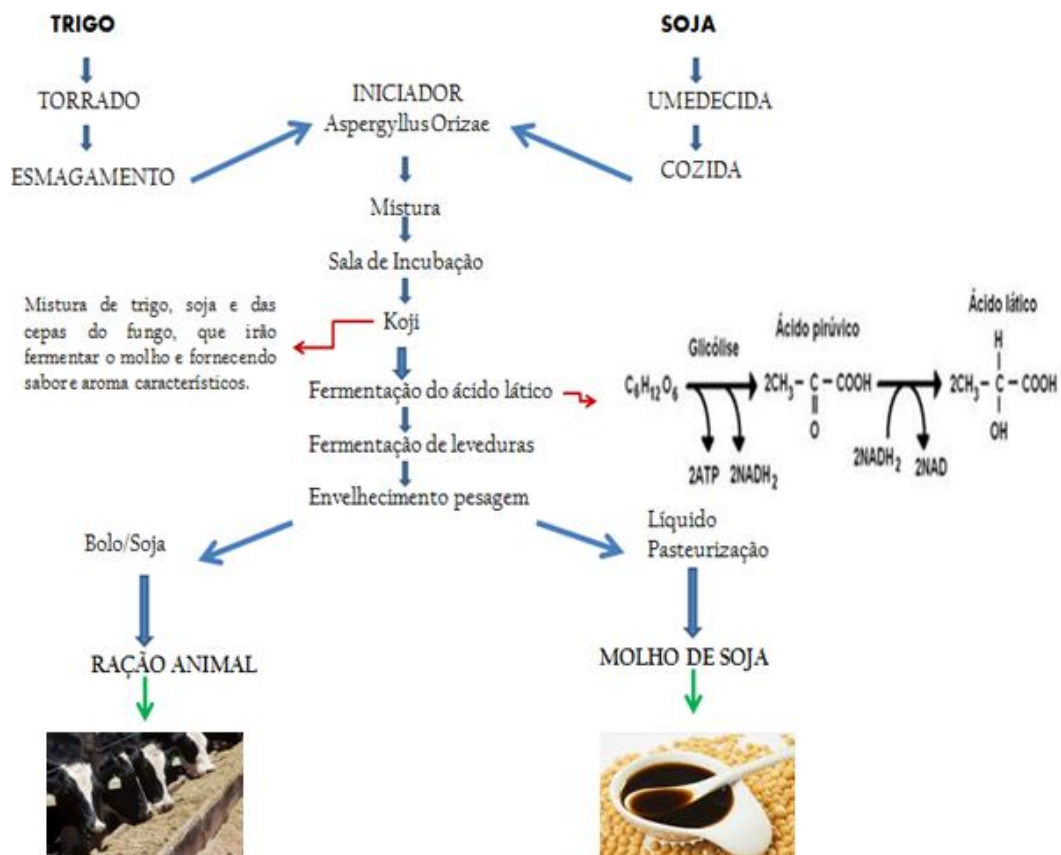 TRIGO
SOJA
TORRADO
INICIADOR
Aspergyllus Orizae
UMEDECIDA
ESMAGAMENTO
COZIDA
Mistura
Sala de Incubação
Koji
Mistura de trigo, soja e das
cepas do fungo, que irão
fermentar o molho e fornecendo
sabor e aroma característicos.
Fermentação do ácido lático
Glicólise
Ácido pirúvico
Ácido lático
C₆H₁₂O₆
2CH₃ – C – COOH
O
H
2CH₃ – C – COOH
OH
2ATP 2NADH₂
2NADH₂ 2NAD
Fermentação de leveduras
Envelhecimento pesagem
Bolo/Soja
Líquido
Pasteurização
RAÇÃO ANIMAL
MOLHO DE SOJA